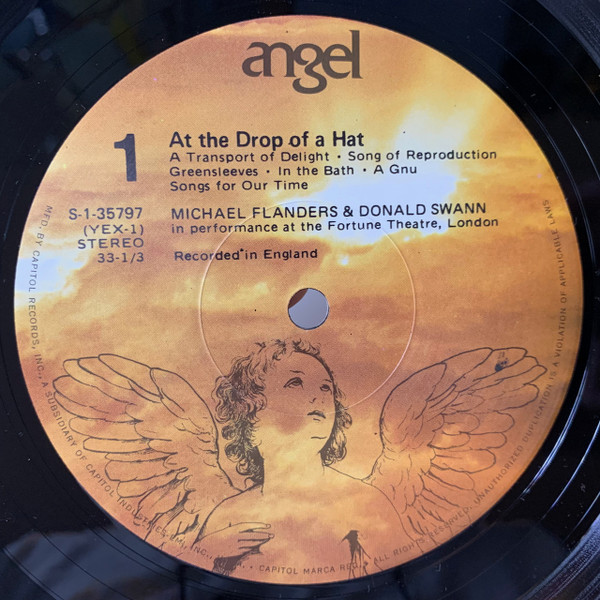 angel
1
At the Drop of a Hat
A Transport of Delight • Song of Reproduction
Greensleeves • In the Bath • A Gnu
Songs for Our Time
S-1-35797
(YEX-1)
STEREO
33-1/3
MICHAEL FLANDERS & DONALD SWANN
in performance at the Fortune Theatre, London
Recorded in England
MFD. BY CAPITOL RECORDS, INC., A SUBSIDIARY OF CAPITOL INDUSTRIES-EMI, INC., • CAPITOL MARCA REG. • ALL RIGHTS RESERVED. UNAUTHORIZED DUPLICATION IS A VIOLATION OF APPLICABLE LAWS